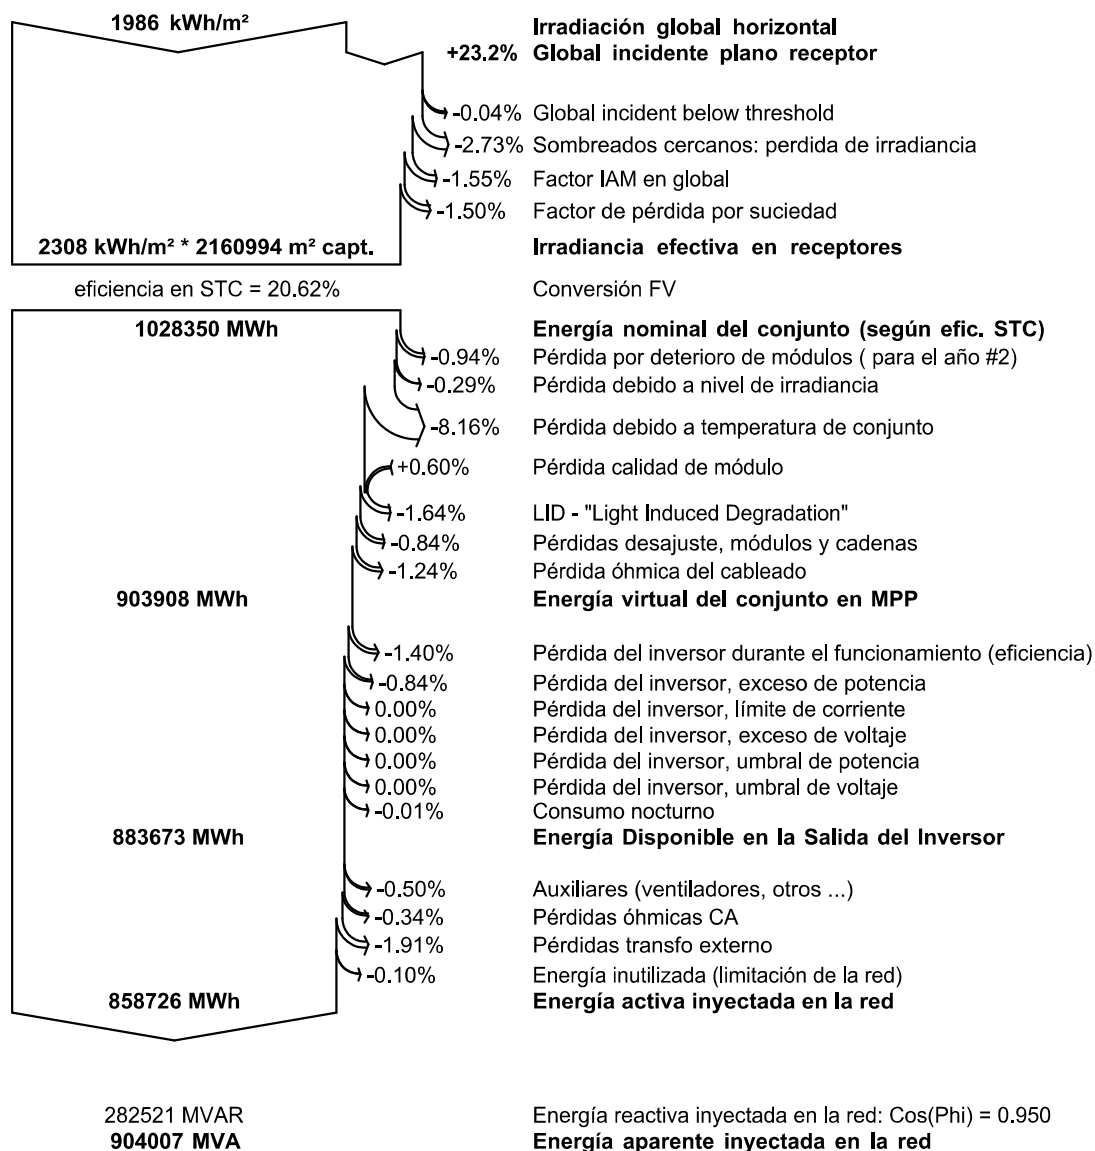 1986 kWh/m² Irradiación global horizontal
+23.2% Global incidente plano receptor
-0.04% Global incident below threshold
-2.73% Sombreados cercanos: perdida de irradiancia
-1.55% Factor IAM en global
-1.50% Factor de pérdida por suciedad
2308 kWh/m² * 2160994 m² capt. Irradiancia efectiva en receptores
eficiencia en STC = 20.62% Conversión FV
1028350 MWh Energía nominal del conjunto (según efic. STC)
-0.94% Pérdida por deterioro de módulos ( para el año #2)
-0.29% Pérdida debido a nivel de irradiancia
-8.16% Pérdida debido a temperatura de conjunto
+0.60% Pérdida calidad de módulo
-1.64% LID - "Light Induced Degradation"
-0.84% Pérdidas desajuste, módulos y cadenas
-1.24% Pérdida óhmica del cableado
903908 MWh Energía virtual del conjunto en MPP
-1.40% Pérdida del inversor durante el funcionamiento (eficiencia)
-0.84% Pérdida del inversor, exceso de potencia
0.00% Pérdida del inversor, límite de corriente
0.00% Pérdida del inversor, exceso de voltaje
0.00% Pérdida del inversor, umbral de potencia
0.00% Pérdida del inversor, umbral de voltaje
-0.01% Consumo nocturno
883673 MWh Energía Disponible en la Salida del Inversor
-0.50% Auxiliares (ventiladores, otros ...)
-0.34% Pérdidas óhmicas CA
-1.91% Pérdidas transfo externo
-0.10% Energía inutilizada (limitación de la red)
858726 MWh Energía activa inyectada en la red
282521 MVAR Energía reactiva inyectada en la red: Cos(Phi) = 0.950
904007 MVA Energía aparente inyectada en la red